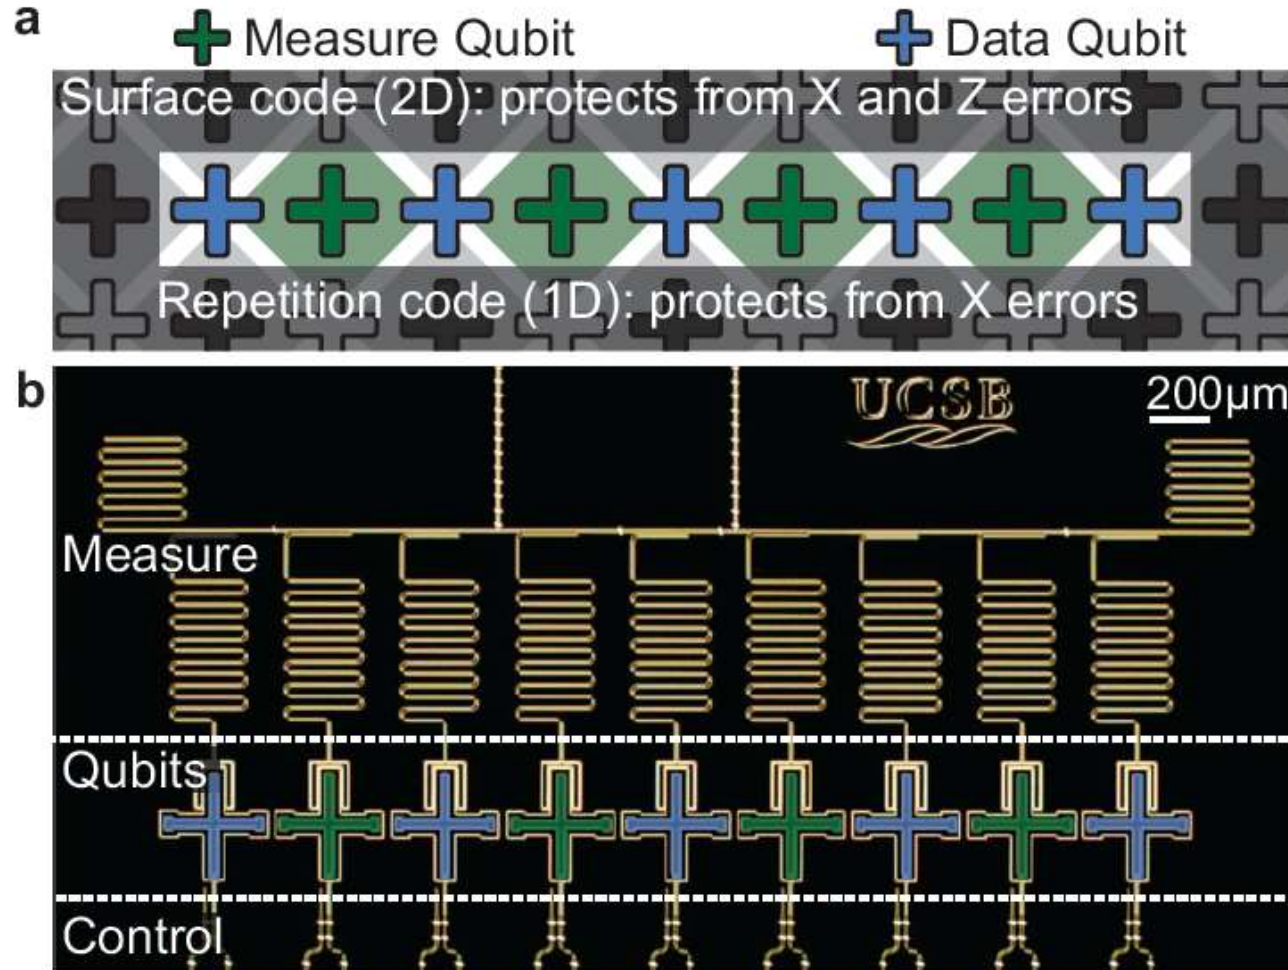 a
Measure Qubit
Data Qubit
Surface code (2D): protects from X and Z errors
Repetition code (1D): protects from X errors
b
UCSB
200μm
Measure
Qubits
Control